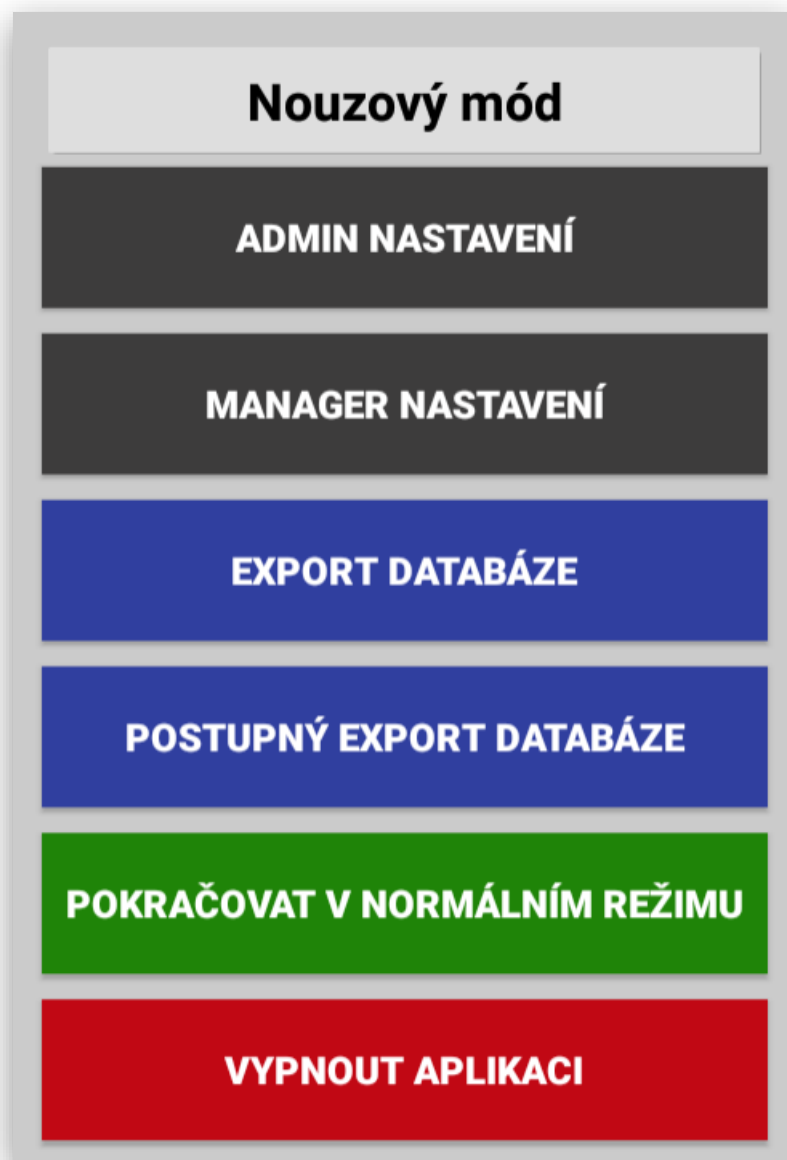 Nouzový mód
ADMIN NASTAVENÍ
MANAGER NASTAVENÍ
EXPORT DATABÁZE
POSTUPNÝ EXPORT DATABÁZE
POKRAČOVAT V NORMÁLNÍM REŽIMU
VYPNOUT APLIKACI